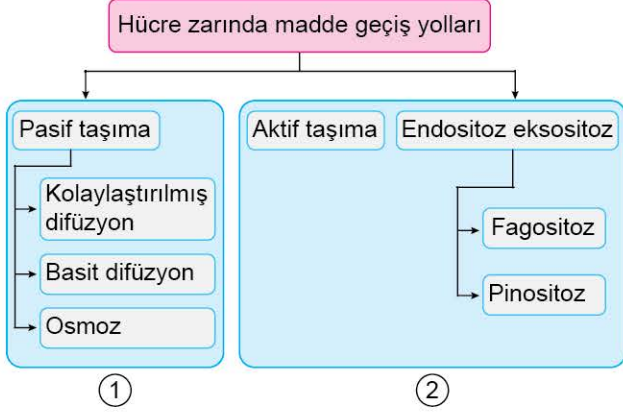 Hücre zarında madde geçiş yolları
Pasif taşıma
Kolaylaştırılmış
difüzyon
Basit difüzyon
Osmoz
1
Aktif taşıma
Endositoz eksositoz
Fagositoz
Pinositoz
2